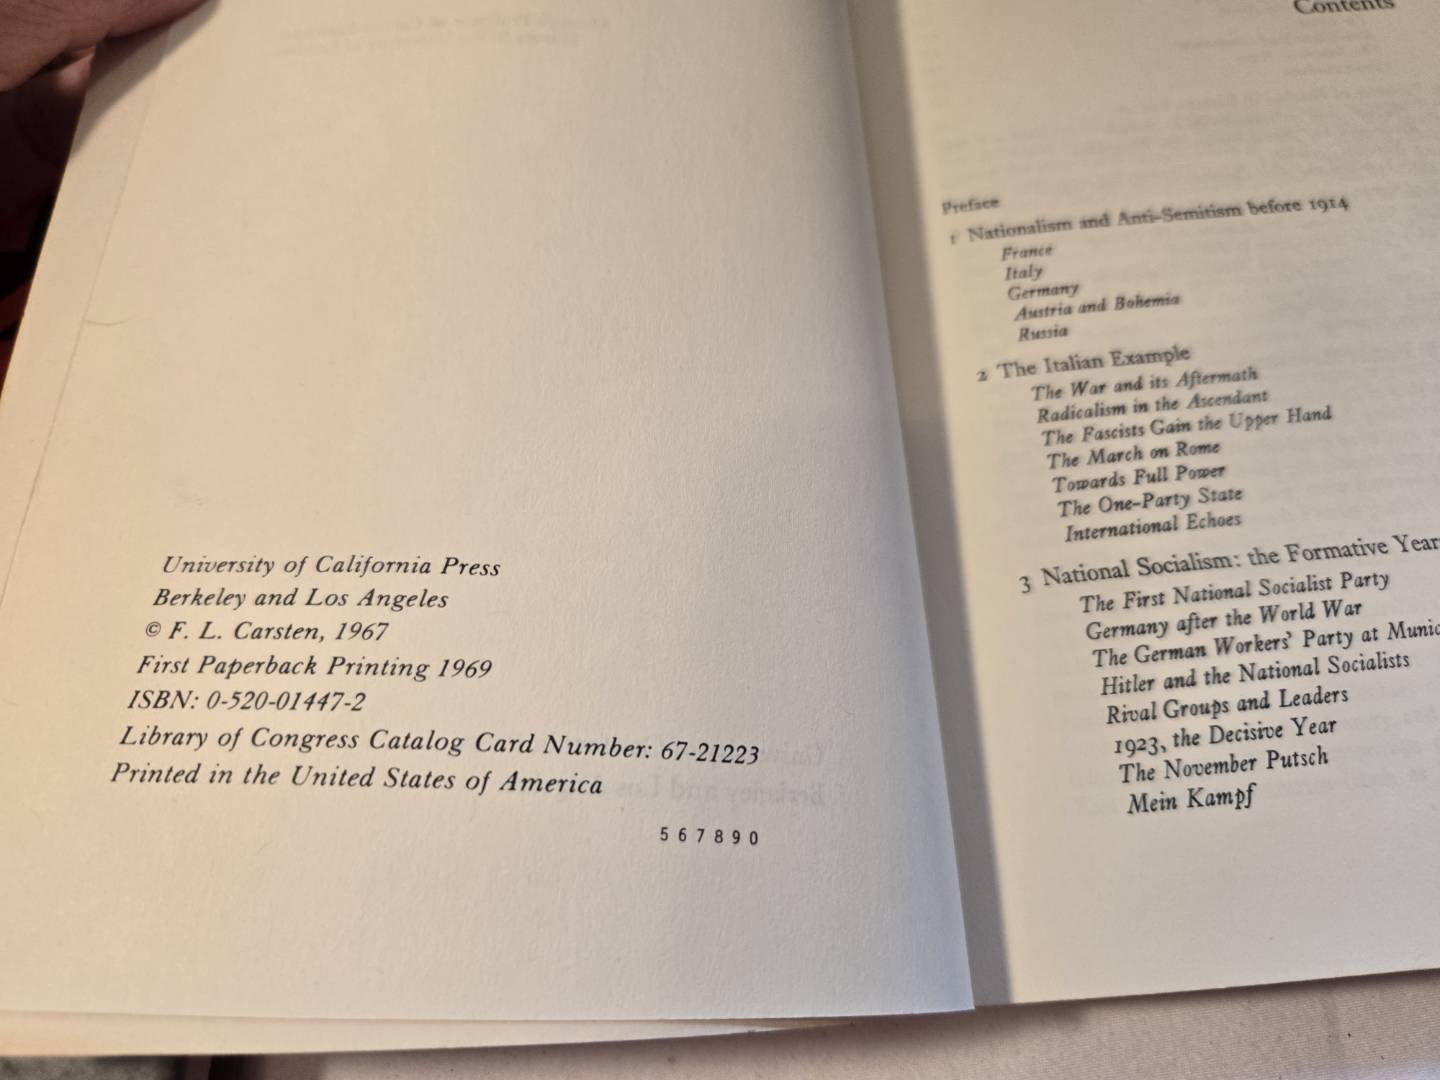 University of California Press
Berkeley and Los Angeles
© F. L. Carsten, 1967
First Paperback Printing 1969
ISBN: 0-520-01447-2
Library of Congress Catalog Card Number: 67-21223
Printed in the United States of America
5 6 7 8 9 0
Contents
Preface
1 Nationalism and Anti-Semitism before 1914
France
Italy
Germany
Austria and Bohemia
Russia
2 The Italian Example
The War and its Aftermath
Radicalism in the Ascendant
The Fascists Gain the Upper Hand
The March on Rome
Towards Full Power
The One-Party State
International Echoes
3 National Socialism: the Formative Year
The First National Socialist Party
Germany after the World War
The German Workers' Party at Munic
Hitler and the National Socialists
Rival Groups and Leaders
1923, the Decisive Year
The November Putsch
Mein Kampf